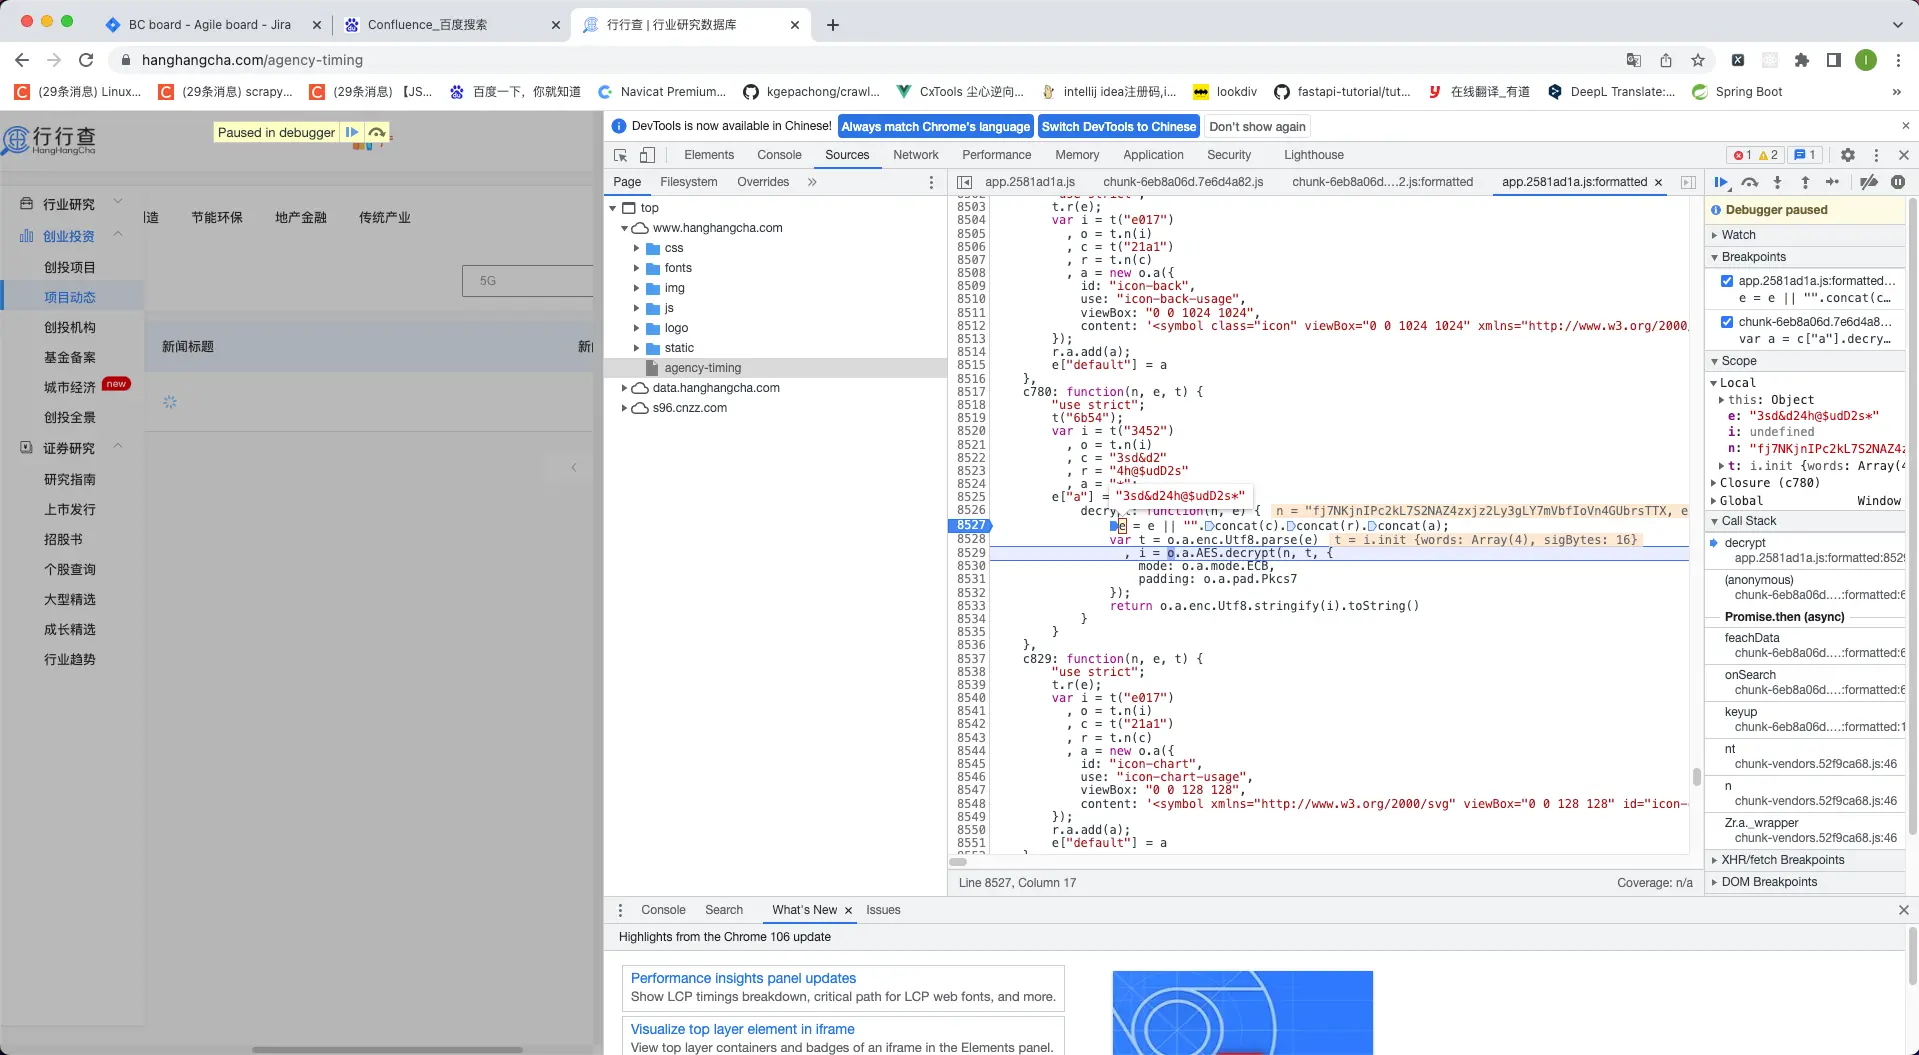 BC board - Agile board - Jira
Confluence_百度搜索
行行查 | 行业研究数据库
hanghangcha.com/agency-timing
(29条消息) Linux...
(29条消息) scrapy...
(29条消息) 【JS...
百度一下，你就知道
Navicat Premium...
kgepachong/crawl...
CxTools 尘心逆向...
intellij idea注册码,i...
lookdiv
fastapi-tutorial/tut...
在线翻译_有道
DeepL Translate:...
Spring Boot
行行查
HangHangCha
Paused in debugger
行业研究
创业投资
创投项目
项目动态
创投机构
基金备案
城市经济 new
创投全景
证券研究
研究指南
上市发行
招股书
个股查询
大型精选
成长精选
行业趋势
造 节能环保 地产金融 传统产业
5G
新闻标题
DevTools is now available in Chinese! Always match Chrome's language Switch DevTools to Chinese Don't show again
Elements Console Sources Network Performance Memory Application Security Lighthouse
1 2 1
Page Filesystem Overrides
top
www.hanghangcha.com
css
fonts
img
js
logo
static
agency-timing
data.hanghangcha.com
s96.cnzz.com
app.2581ad1a.js chunk-6eb8a06d.7e6d4a82.js chunk-6eb8a06d....2.js:formatted app.2581ad1a.js:formatted
8503 t.r(e);
8504 var i = t("e017")
8505 , o = t.n(i)
8506 , c = t("21a1")
8507 , r = t.n(c)
8508 , a = new o.a({
8509 id: "icon-back",
8510 use: "icon-back-usage",
8511 viewBox: "0 0 1024 1024",
8512 content: '<symbol class="icon" viewBox="0 0 1024 1024" xmlns="http://www.w3.org/2000/
8513 });
8514 r.a.add(a);
8515 e["default"] = a
8516 },
8517 c780: function(n, e, t) {
8518 "use strict";
8519 t("6b54");
8520 var i = t("3452")
8521 , o = t.n(i)
8522 , c = "3sd&d2"
8523 , r = "4h@$udD2s"
8524 , a = "*";
8525 e["a"] = "3sd&d24h@$udD2s*"
8526 decrypt: function(n, e) { n = "fj7NKjnIPc2kL7S2NAZ4zxjz2Ly3gLY7mVbfIoVn4GUbrsTTX, e
8527 e = e || "".concat(c).concat(r).concat(a);
8528 var t = o.a.enc.Utf8.parse(e) t = i.init {words: Array(4), sigBytes: 16}
8529 , i = o.a.AES.decrypt(n, t, {
8530 mode: o.a.mode.ECB,
8531 padding: o.a.pad.Pkcs7
8532 });
8533 return o.a.enc.Utf8.stringify(i).toString()
8534 }
8535 }
8536 },
8537 c829: function(n, e, t) {
8538 "use strict";
8539 t.r(e);
8540 var i = t("e017")
8541 , o = t.n(i)
8542 , c = t("21a1")
8543 , r = t.n(c)
8544 , a = new o.a({
8545 id: "icon-chart",
8546 use: "icon-chart-usage",
8547 viewBox: "0 0 128 128",
8548 content: '<symbol xmlns="http://www.w3.org/2000/svg" viewBox="0 0 128 128" id="icon-
8549 });
8550 r.a.add(a);
8551 e["default"] = a
Line 8527, Column 17
Coverage: n/a
Debugger paused
Watch
Breakpoints
app.2581ad1a.js:formatted...
e = e || "".concat(c...
chunk-6eb8a06d.7e6d4a8...
var a = c["a"].decry...
Scope
Local
this: Object
e: "3sd&d24h@$udD2s*"
i: undefined
n: "fj7NKjnIPc2kL7S2NAZ4z
t: i.init {words: Array(4
Closure (c780)
Global Window
Call Stack
decrypt
app.2581ad1a.js:formatted:8529
(anonymous)
chunk-6eb8a06d....:formatted:6
Promise.then (async)
feachData
chunk-6eb8a06d....:formatted:6
onSearch
chunk-6eb8a06d....:formatted:6
keyup
chunk-6eb8a06d....:formatted:1
nt
chunk-vendors.52f9ca68.js:46
n
chunk-vendors.52f9ca68.js:46
Zr.a._wrapper
chunk-vendors.52f9ca68.js:46
XHR/fetch Breakpoints
DOM Breakpoints
Console Search What's New Issues
Highlights from the Chrome 106 update
Performance insights panel updates
Show LCP timings breakdown, critical path for LCP web fonts, and more.
Visualize top layer element in iframe
View top layer containers and badges of an iframe in the Elements panel.